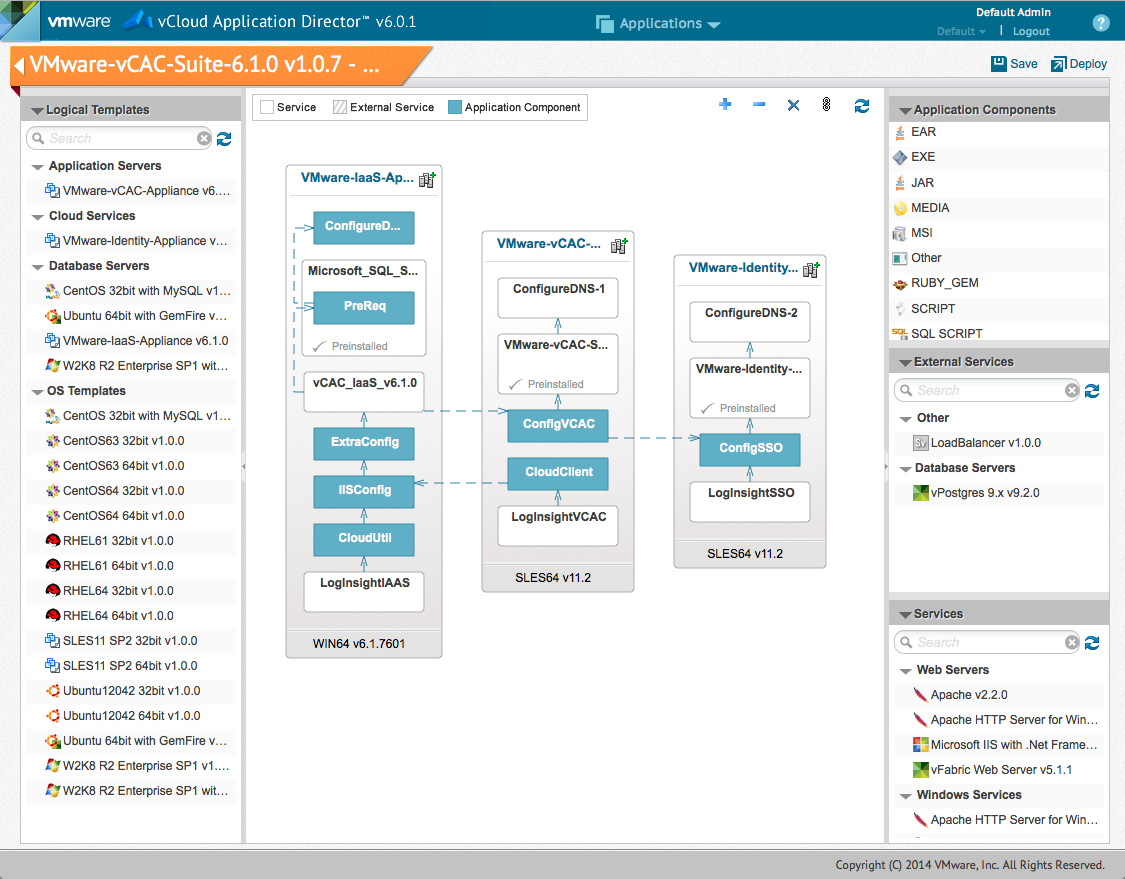 vmware vCloud Application Director™ v6.0.1
Applications
Default Admin
Default | Logout
?
VMware-vCAC-Suite-6.1.0 v1.0.7 - ...
Save
Deploy
Logical Templates
Search
Application Servers
VMware-vCAC-Appliance v6....
Cloud Services
VMware-Identity-Appliance v...
Database Servers
CentOS 32bit with MySQL v1...
Ubuntu 64bit with GemFire v...
VMware-IaaS-Appliance v6.1.0
W2K8 R2 Enterprise SP1 wit...
OS Templates
CentOS 32bit with MySQL v1...
CentOS63 32bit v1.0.0
CentOS63 64bit v1.0.0
CentOS64 32bit v1.0.0
CentOS64 64bit v1.0.0
RHEL61 32bit v1.0.0
RHEL61 64bit v1.0.0
RHEL64 32bit v1.0.0
RHEL64 64bit v1.0.0
SLES11 SP2 32bit v1.0.0
SLES11 SP2 64bit v1.0.0
Ubuntu12042 32bit v1.0.0
Ubuntu12042 64bit v1.0.0
Ubuntu 64bit with GemFire v...
W2K8 R2 Enterprise SP1 v1....
W2K8 R2 Enterprise SP1 wit...
Service
External Service
Application Component
VMware-IaaS-Ap...
ConfigureD...
Microsoft_SQL_S...
PreReq
Preinstalled
vCAC_IaaS_v6.1.0
ExtraConfig
IISConfig
CloudUtil
LogInsightIAAS
WIN64 v6.1.7601
VMware-vCAC-...
ConfigureDNS-1
VMware-vCAC-S...
Preinstalled
ConfigVCAC
CloudClient
LogInsightVCAC
SLES64 v11.2
VMware-Identity...
ConfigureDNS-2
VMware-Identity-...
Preinstalled
ConfigSSO
LogInsightSSO
SLES64 v11.2
Application Components
EAR
EXE
JAR
MEDIA
MSI
Other
RUBY_GEM
SCRIPT
SQL SCRIPT
External Services
Search
Other
LoadBalancer v1.0.0
Database Servers
vPostgres 9.x v9.2.0
Services
Search
Web Servers
Apache v2.2.0
Apache HTTP Server for Win...
Microsoft IIS with .Net Frame...
vFabric Web Server v5.1.1
Windows Services
Apache HTTP Server for Win...
Copyright (C) 2014 VMware, Inc. All Rights Reserved.